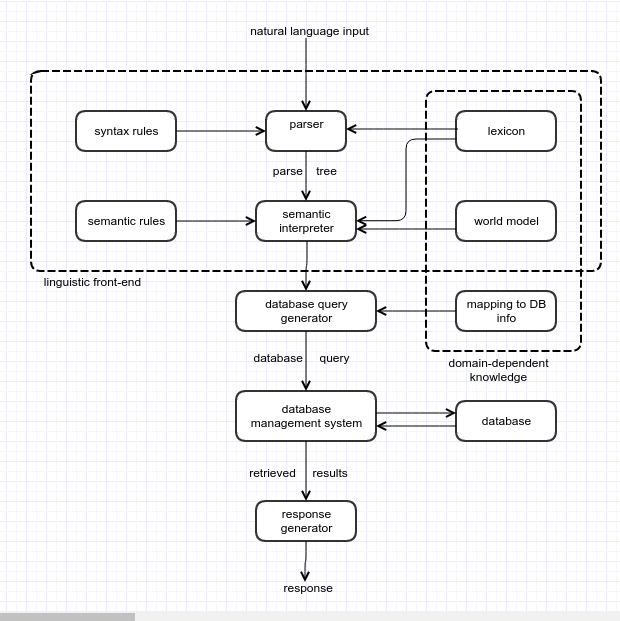 natural language input
syntax rules
parser
lexicon
parse tree
semantic rules
semantic
interpreter
world model
linguistic front-end
database query
generator
mapping to DB
info
database query
domain-dependent
knowledge
database
management system
database
retrieved results
response
generator
response